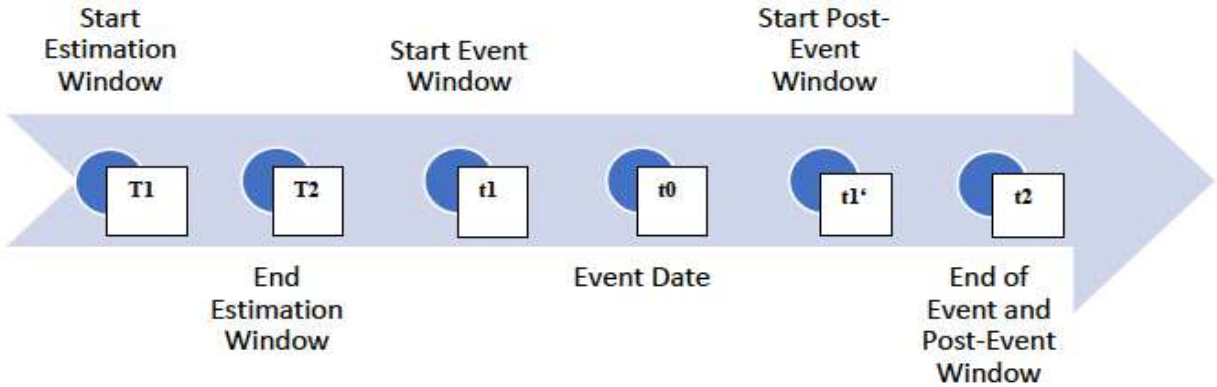 Start
Estimation
Window
Start Event
Window
Start Post-
Event
Window
T1
T2
t1
t0
t1‘
t2
End
Estimation
Window
Event Date
End of
Event and
Post-Event
Window